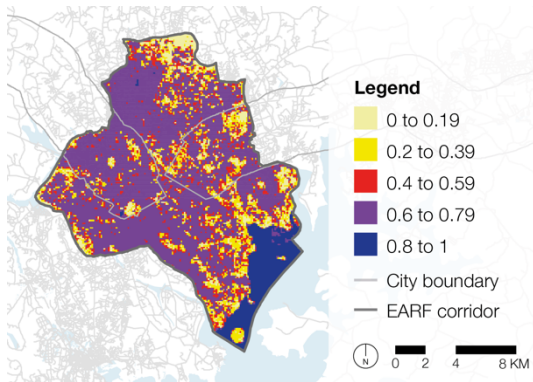 Legend
0 to 0.19
0.2 to 0.39
0.4 to 0.59
0.6 to 0.79
0.8 to 1
City boundary
EARF corridor
N
0 2 4 8 KM